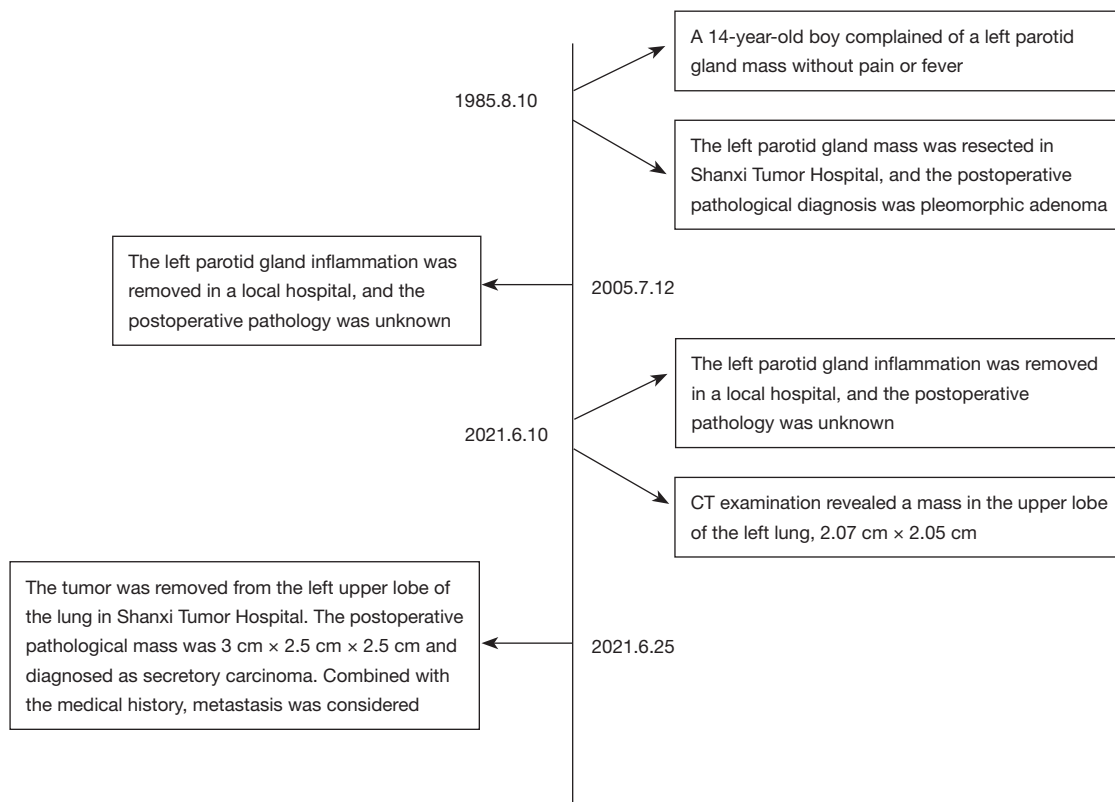 1985.8.10
A 14-year-old boy complained of a left parotid
gland mass without pain or fever
The left parotid gland mass was resected in
Shanxi Tumor Hospital, and the postoperative
pathological diagnosis was pleomorphic adenoma
2005.7.12
The left parotid gland inflammation was
removed in a local hospital, and the
postoperative pathology was unknown
2021.6.10
The left parotid gland inflammation was removed
in a local hospital, and the postoperative
pathology was unknown
CT examination revealed a mass in the upper lobe
of the left lung, 2.07 cm × 2.05 cm
2021.6.25
The tumor was removed from the left upper lobe of
the lung in Shanxi Tumor Hospital. The postoperative
pathological mass was 3 cm × 2.5 cm × 2.5 cm and
diagnosed as secretory carcinoma. Combined with
the medical history, metastasis was considered